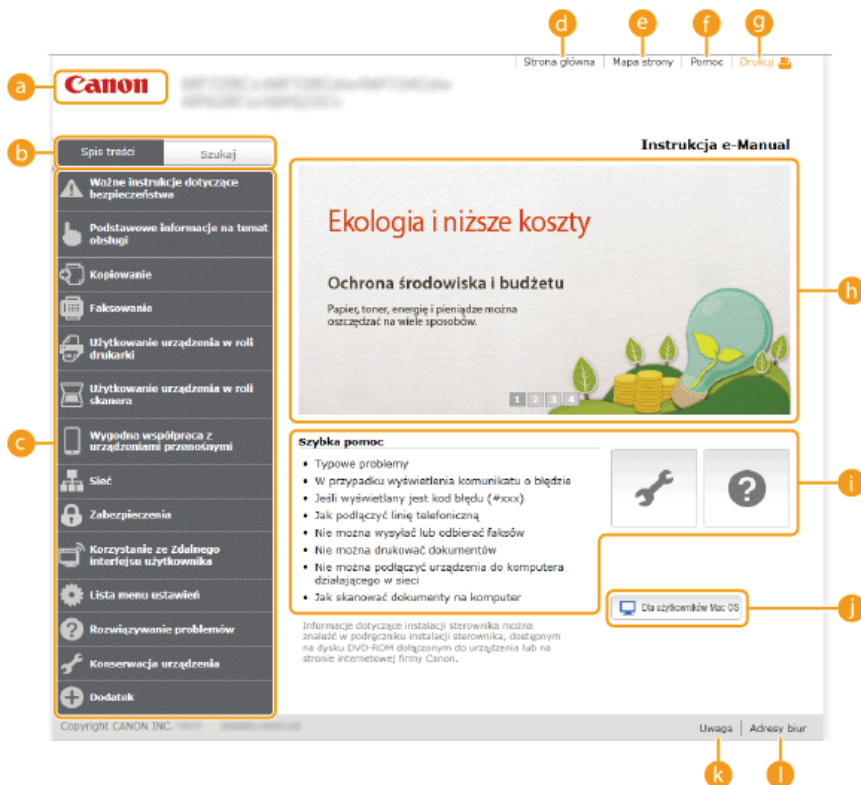 d e f g
Strona główna | Mapa strony | Pomoc | Drukuj
a Canon
b Spis treści Szukaj
Instrukcja e-Manual
Ważne instrukcje dotyczące
bezpieczeństwa
Podstawowe informacje na temat
obsługi
Kopiowanie
Faksowanie
Użytkowanie urządzenia w roli
drukarki
Użytkowanie urządzenia w roli
skanera
c
Wygodna współpraca z
urządzeniami przenośnymi
Sieć
Zabezpieczenia
Korzystanie ze Zdalnego
interfejsu użytkownika
Lista menu ustawień
Rozwiązywanie problemów
Konserwacja urządzenia
Dodatek
Ekologia i niższe koszty
Ochrona środowiska i budżetu
Papier, toner, energię i pieniądze można
oszczędzać na wiele sposobów.
h
1 2 3 4
Szybka pomoc
• Typowe problemy
• W przypadku wyświetlenia komunikatu o błędzie
• Jeśli wyświetlany jest kod błędu (#xxx)
• Jak podłączyć linię telefoniczną
• Nie można wysyłać lub odbierać faksów
• Nie można drukować dokumentów
• Nie można podłączyć urządzenia do komputera
działającego w sieci
• Jak skanować dokumenty na komputer
?
i
Dla użytkowników Mac OS
j
Informacje dotyczące instalacji sterownika można
znaleźć w podręczniku instalacji sterownika, dostępnym
na dysku DVD-ROM dołączonym do urządzenia lub na
stronie internetowej firmy Canon.
Copyright CANON INC.
Uwaga | Adresy biur
k l